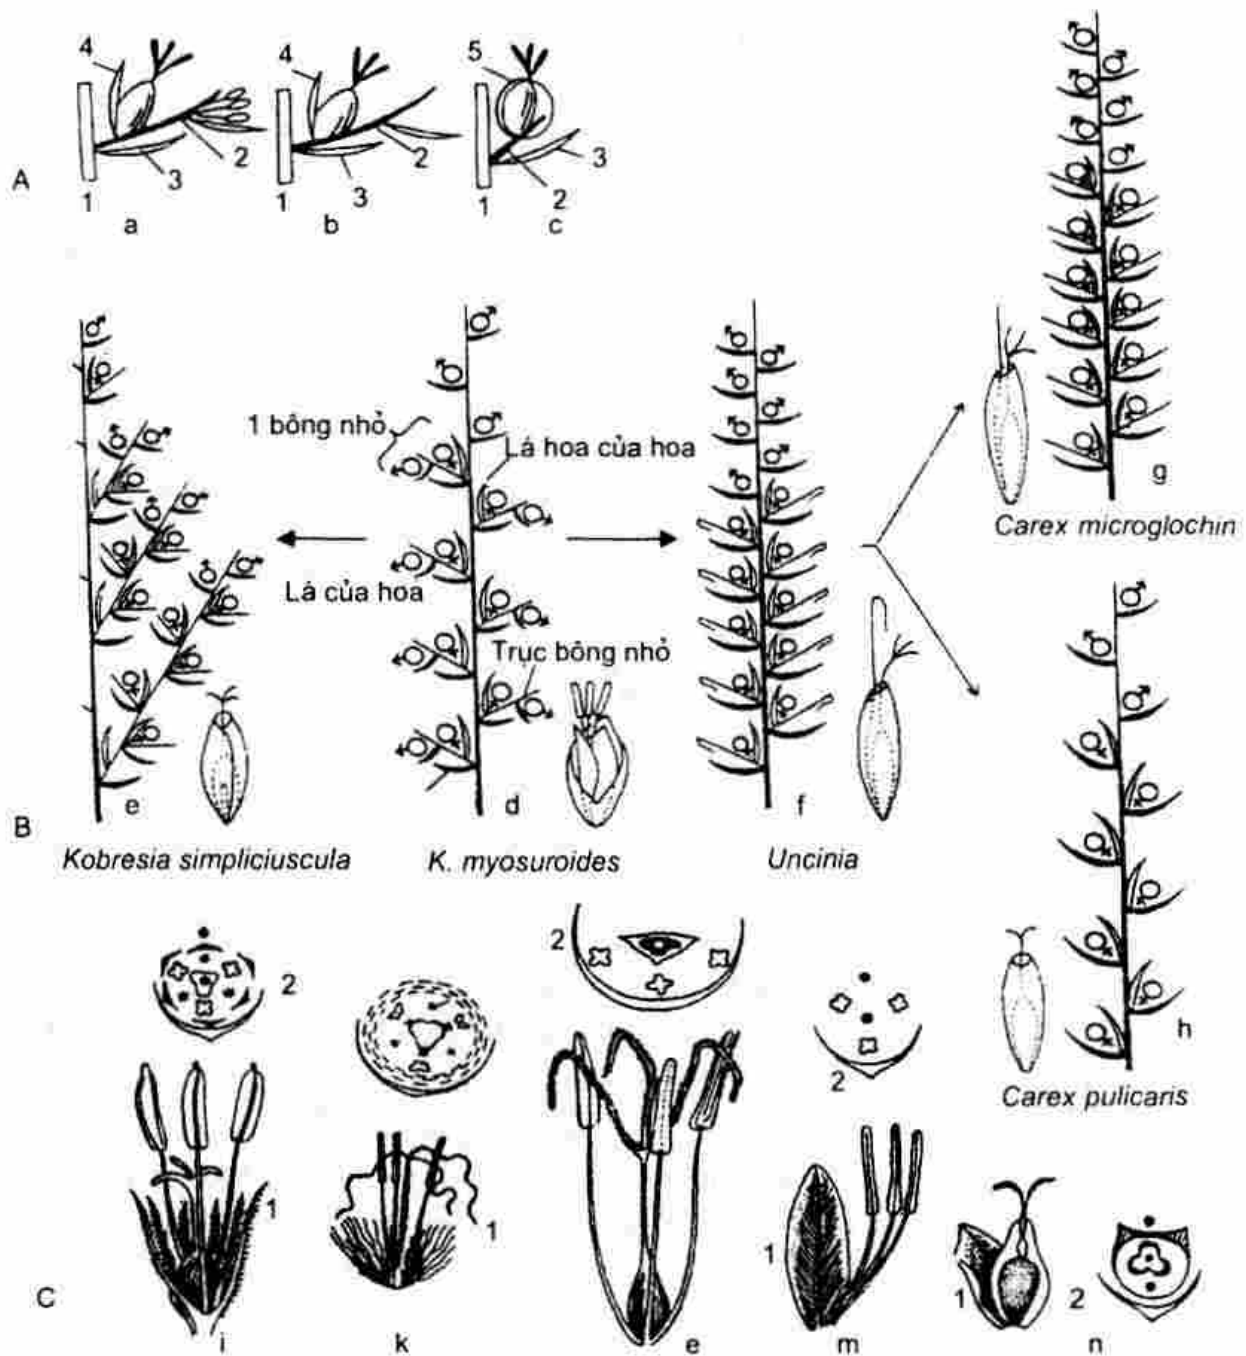 4
4
5
2
2
3
3
3
2
A
1
1
1
a
b
c
1 bông nhỏ
Lá hoa của hoa
Lá của hoa
Trục bông nhỏ
g
Carex microglochin
e
d
f
B
Kobresia simpliciuscula
K. myosuroides
Uncinia
h
Carex pulicaris
2
2
2
1
1
1
1
2
C
i
k
e
m
n